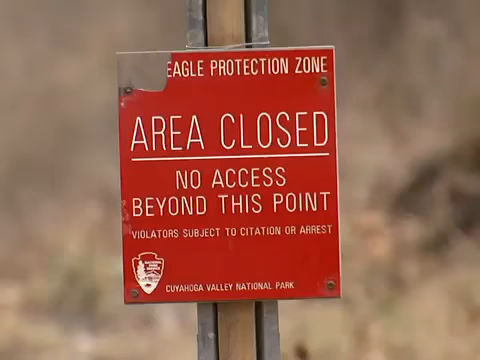 EAGLE PROTECTION ZONE
AREA CLOSED
NO ACCESS
BEYOND THIS POINT
VIOLATORS SUBJECT TO CITATION OR ARREST
CUYAHOGA VALLEY NATIONAL PARK